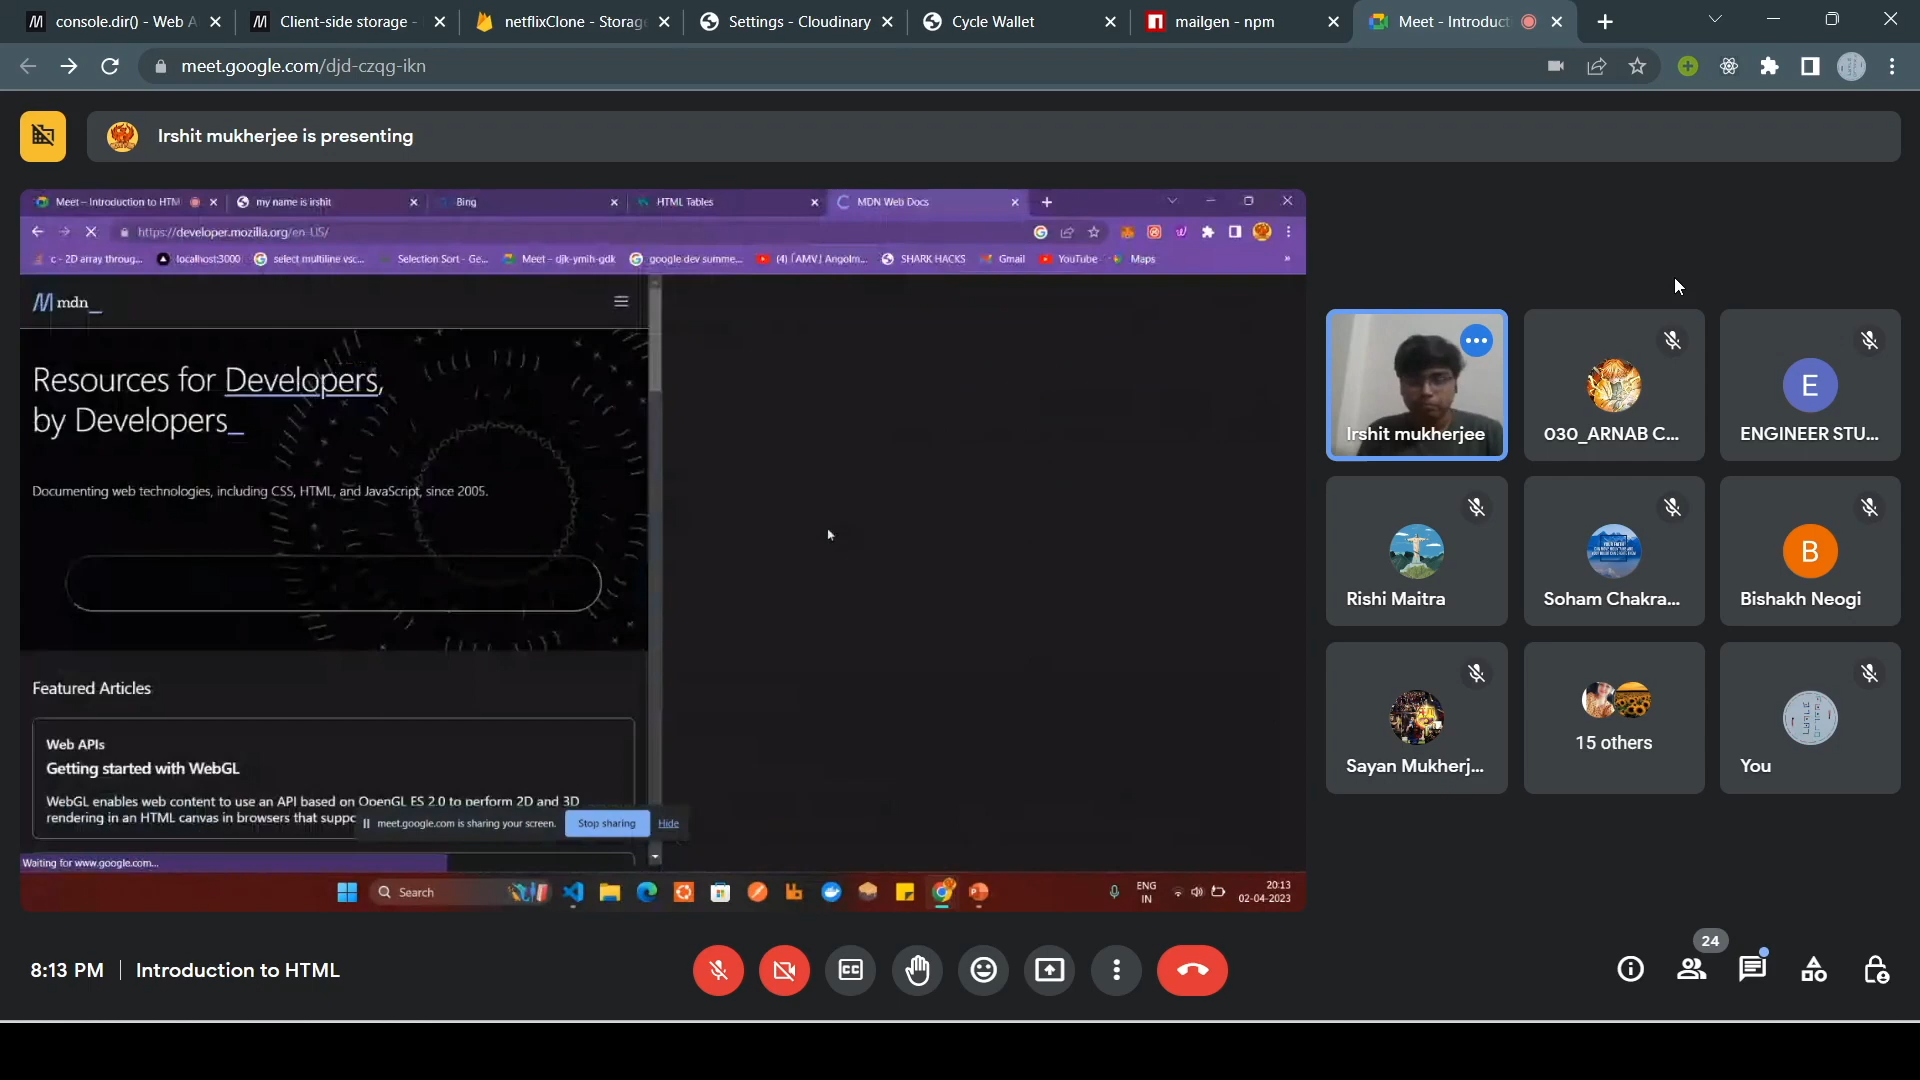 console.dir() - Web A
Client-side storage -
netflixClone - Storag
Settings - Cloudinary
Cycle Wallet
mailgen - npm
Meet - Introduct
meet.google.com/djd-czqg-ikn
Irshit mukherjee is presenting
Meet – Introduction to HTM
my name is irshit
Bing
HTML Tables
MDN Web Docs
https://developer.mozilla.org/en-US/
c - 2D array throug...
localhost:3000
select multiline vsc...
Selection Sort - Ge...
Meet - djk-ymih-gdk
google dev summe...
(4) [AMV] Angolm...
SHARK HACKS
Gmail
YouTube
Maps
»
mdn_
Resources for Developers,
by Developers_
Documenting web technologies, including CSS, HTML, and JavaScript, since 2005.
Featured Articles
Web APIs
Getting started with WebGL
WebGL enables web content to use an API based on OpenGL ES 2.0 to perform 2D and 3D
rendering in an HTML canvas in browsers that suppo
meet.google.com is sharing your screen.
Stop sharing
Hide
Waiting for www.google.com...
Search
ENG
IN
20:13
02-04-2023
Irshit mukherjee
030_ARNAB C...
E
ENGINEER STU...
Rishi Maitra
Soham Chakra...
B
Bishakh Neogi
Sayan Mukherj...
15 others
You
8:13 PM
Introduction to HTML
24